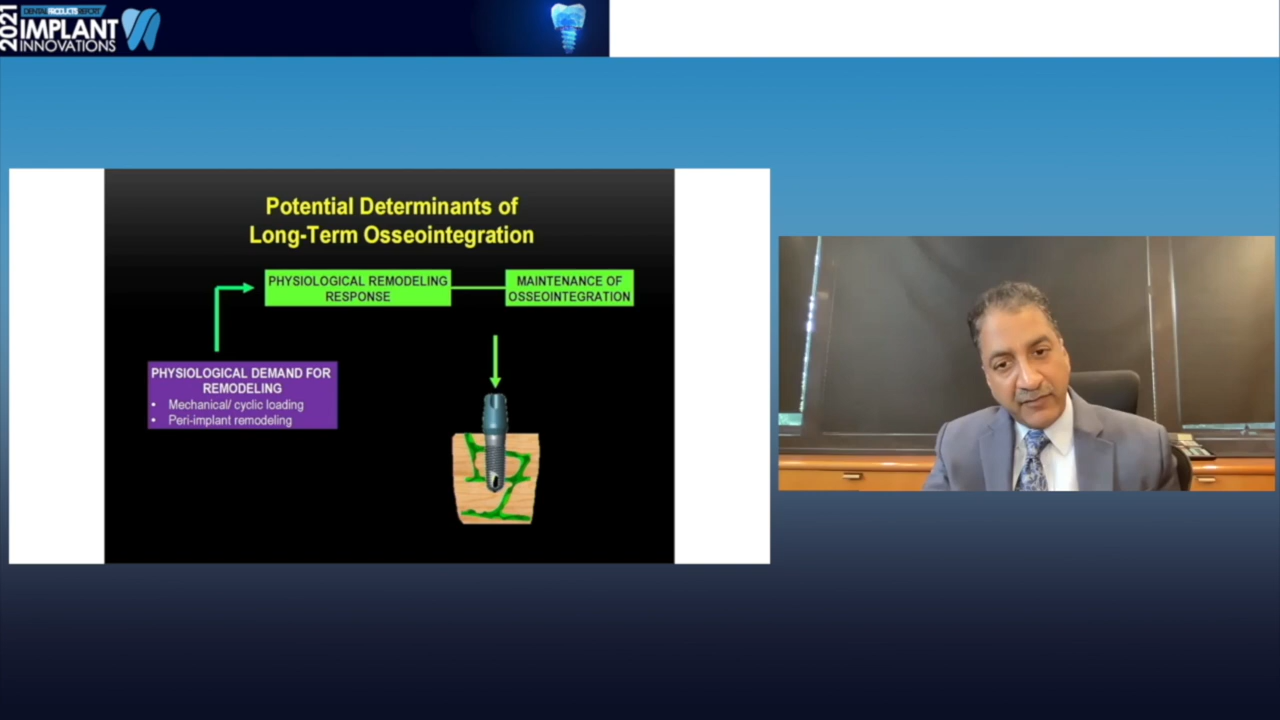 2021
DENTAL PRODUCTS REPORT
IMPLANT
INNOVATIONS
Potential Determinants of
Long-Term Osseointegration
PHYSIOLOGICAL REMODELING
RESPONSE
MAINTENANCE OF
OSSEOINTEGRATION
PHYSIOLOGICAL DEMAND FOR
REMODELING
• Mechanical/ cyclic loading
• Peri-implant remodeling